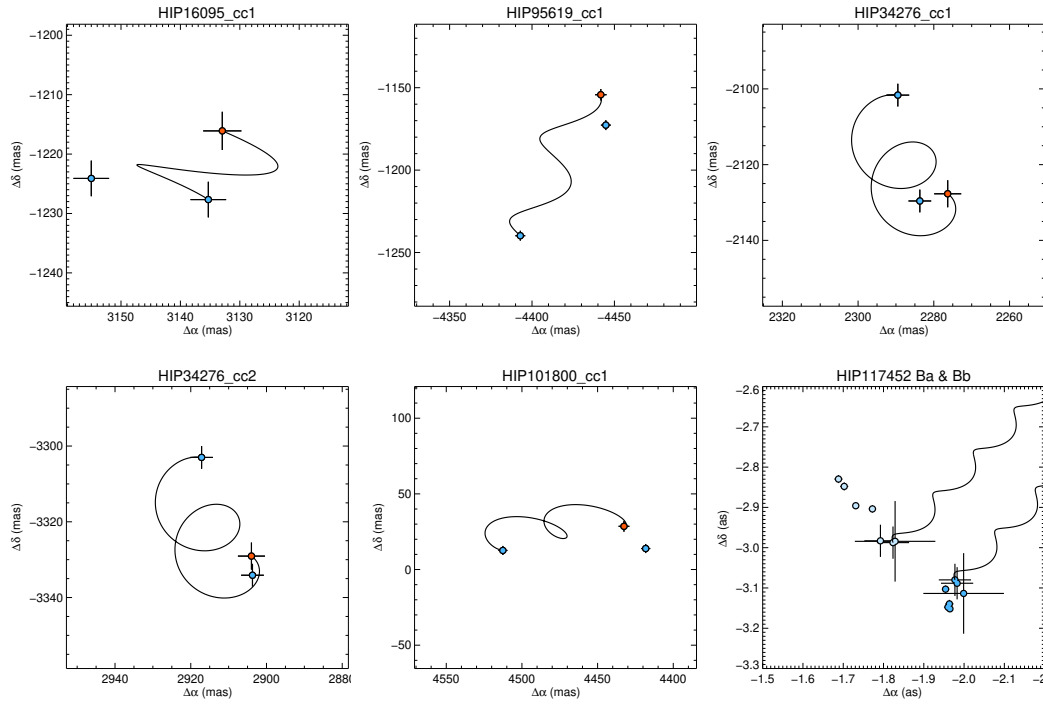 HIP16095_cc1
-1200
-1210
-1220
-1230
-1240
Δδ (mas)
3150 3140 3130 3120
Δα (mas)
HIP95619_cc1
-1150
-1200
-1250
Δδ (mas)
-4350 -4400 -4450
Δα (mas)
HIP34276_cc1
-2100
-2120
-2140
Δδ (mas)
2320 2300 2280 2260
Δα (mas)
HIP34276_cc2
-3300
-3320
-3340
Δδ (mas)
2940 2920 2900 288
Δα (mas)
HIP101800_cc1
100
50
0
-50
Δδ (mas)
4550 4500 4450 4400
Δα (mas)
HIP117452 Ba & Bb
-2.6
-2.7
-2.8
-2.9
-3.0
-3.1
-3.2
-3.3
Δδ (as)
-1.5 -1.6 -1.7 -1.8 -1.9 -2.0 -2.1 -2
Δα (as)